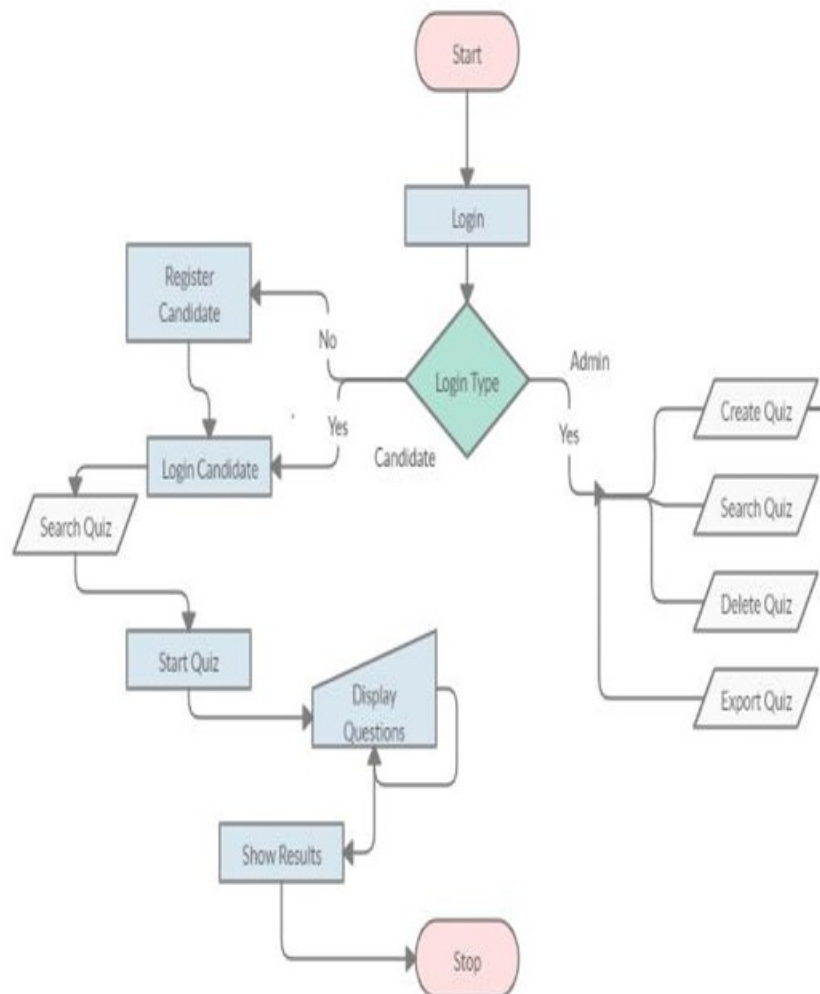 Start
Login
Register
Candidate
No
Login Type
Admin
Create Quiz
Yes
Yes
Candidate
Login Candidate
Search Quiz
Search Quiz
Delete Quiz
Start Quiz
Display
Questions
Export Quiz
Show Results
Stop